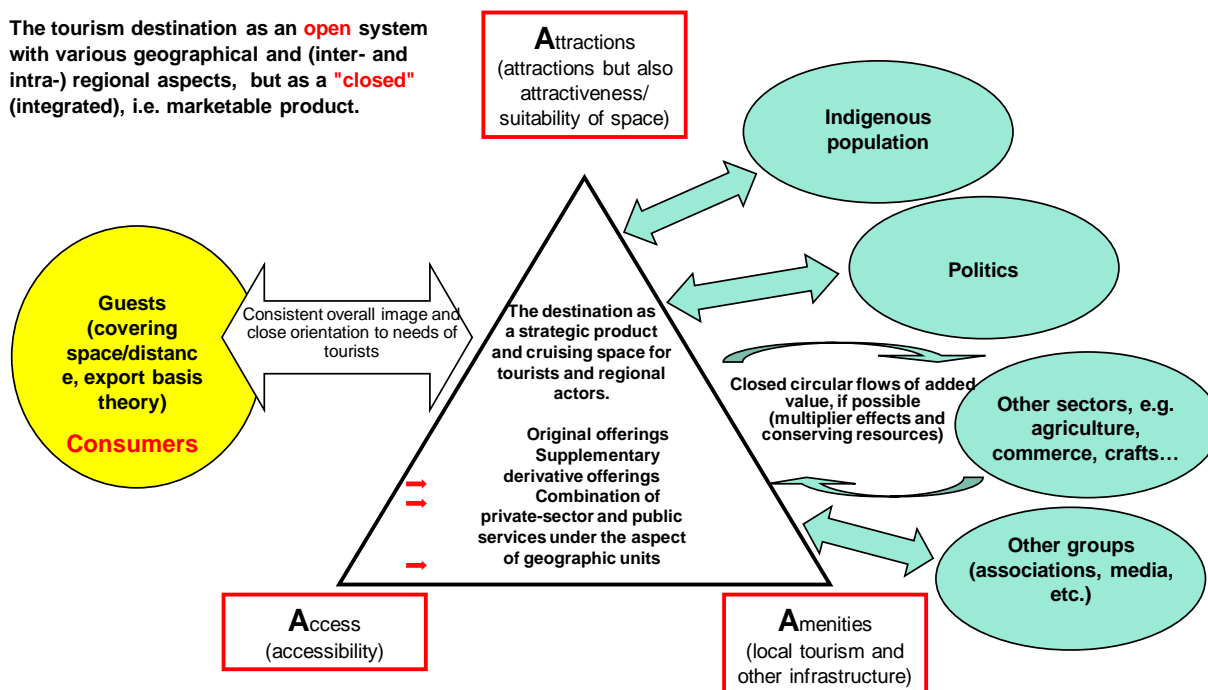 The tourism destination as an open system
with various geographical and (inter- and
intra-) regional aspects, but as a "closed"
(integrated), i.e. marketable product.
Attractions
(attractions but also
attractiveness/
suitability of space)
Indigenous
population
Politics
Guests
(covering
space/distanc
e, export basis
theory)
Consumers
Consistent overall image and
close orientation to needs of
tourists
The destination as
a strategic product
and cruising space for
tourists and regional
actors.
Original offerings
Supplementary
derivative offerings
Combination of
private-sector and public
services under the aspect
of geographic units
Closed circular flows of added
value, if possible
(multiplier effects and
conserving resources)
Other sectors, e.g.
agriculture,
commerce, crafts…
Other groups
(associations, media,
etc.)
Access
(accessibility)
Amenities
(local tourism and
other infrastructure)